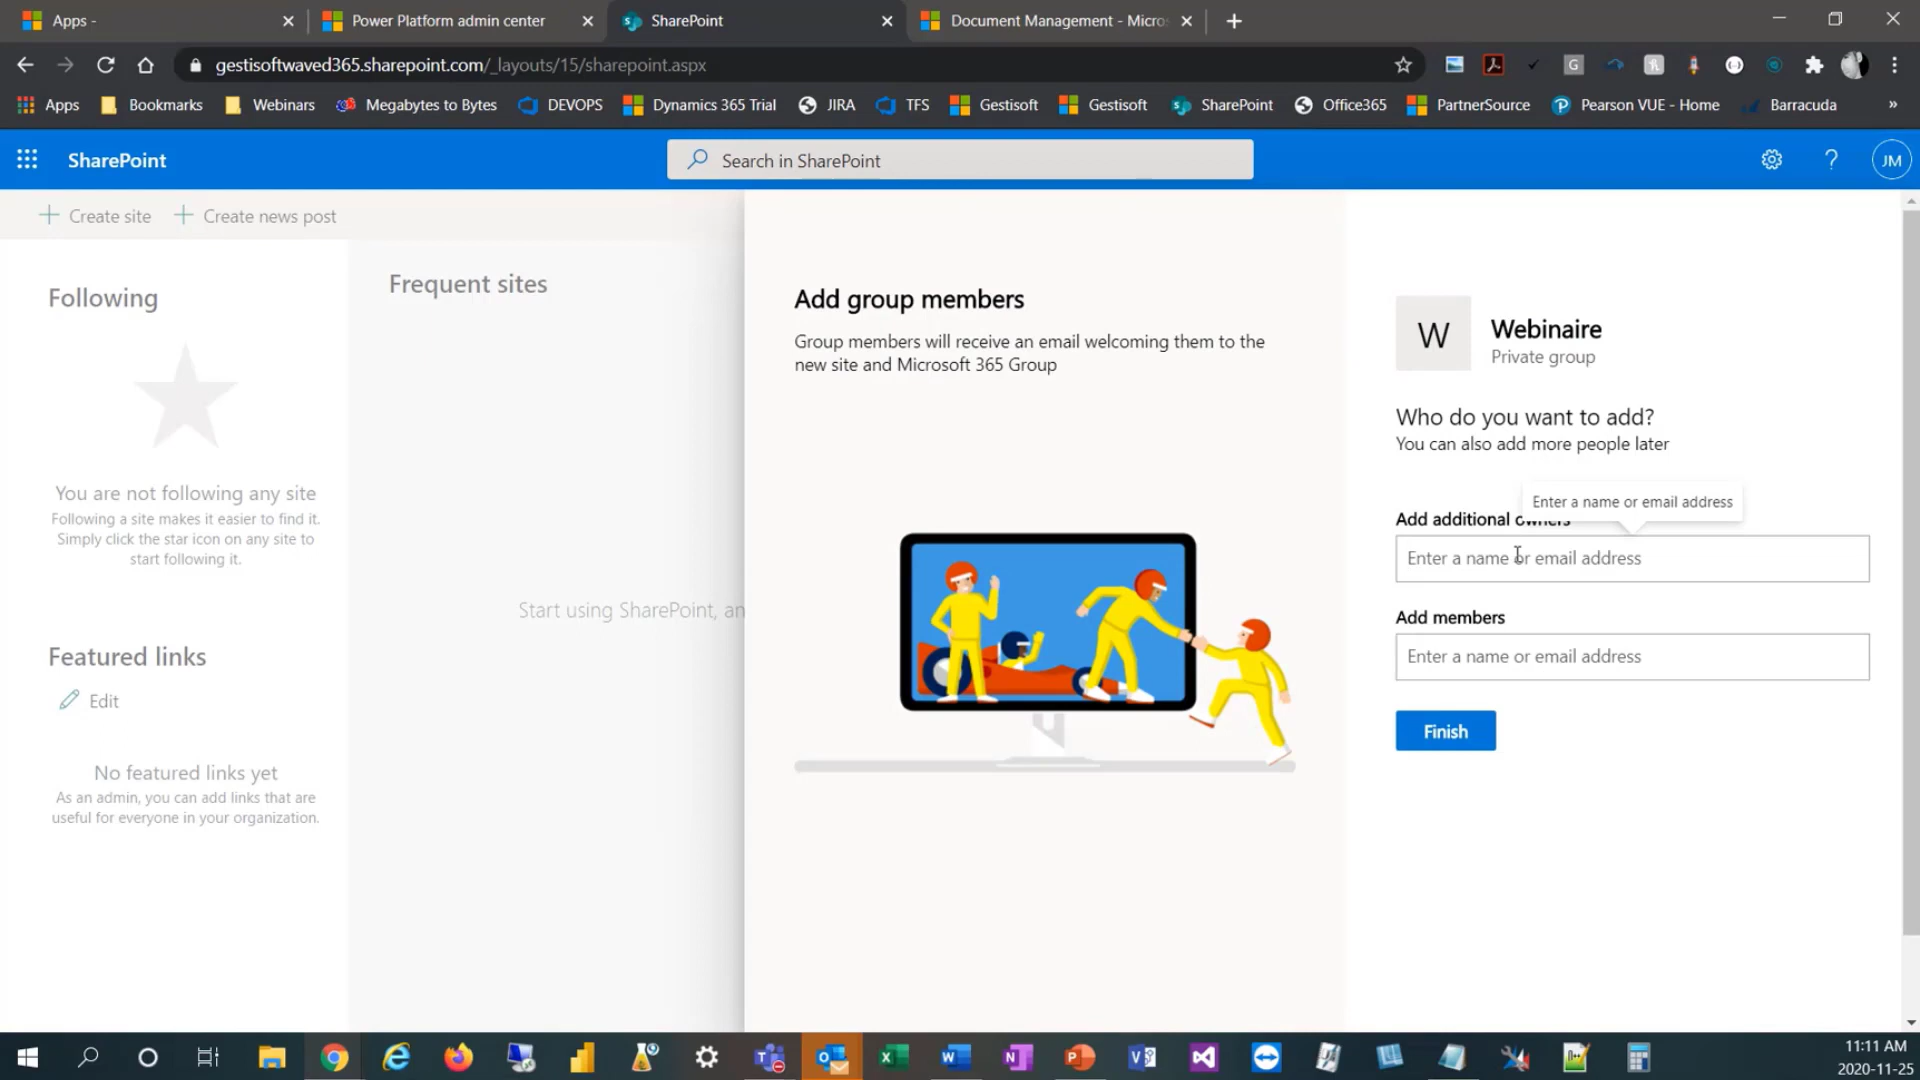 Apps -
Power Platform admin center
SharePoint
Document Management - Micros
gestisoftwaved365.sharepoint.com/_layouts/15/sharepoint.aspx
Apps
Bookmarks
Webinars
Megabytes to Bytes
DEVOPS
Dynamics 365 Trial
JIRA
TFS
Gestisoft
Gestisoft
SharePoint
Office365
PartnerSource
Pearson VUE - Home
Barracuda
»
SharePoint
Search in SharePoint
?
JM
+ Create site
+ Create news post
Following
You are not following any site
Following a site makes it easier to find it.
Simply click the star icon on any site to
start following it.
Featured links
Edit
No featured links yet
As an admin, you can add links that are
useful for everyone in your organization.
Frequent sites
Start using SharePoint, an
Add group members
Group members will receive an email welcoming them to the
new site and Microsoft 365 Group
W
Webinaire
Private group
Who do you want to add?
You can also add more people later
Enter a name or email address
Add additional owners
Enter a name or email address
Add members
Enter a name or email address
Finish
11:11 AM
2020-11-25